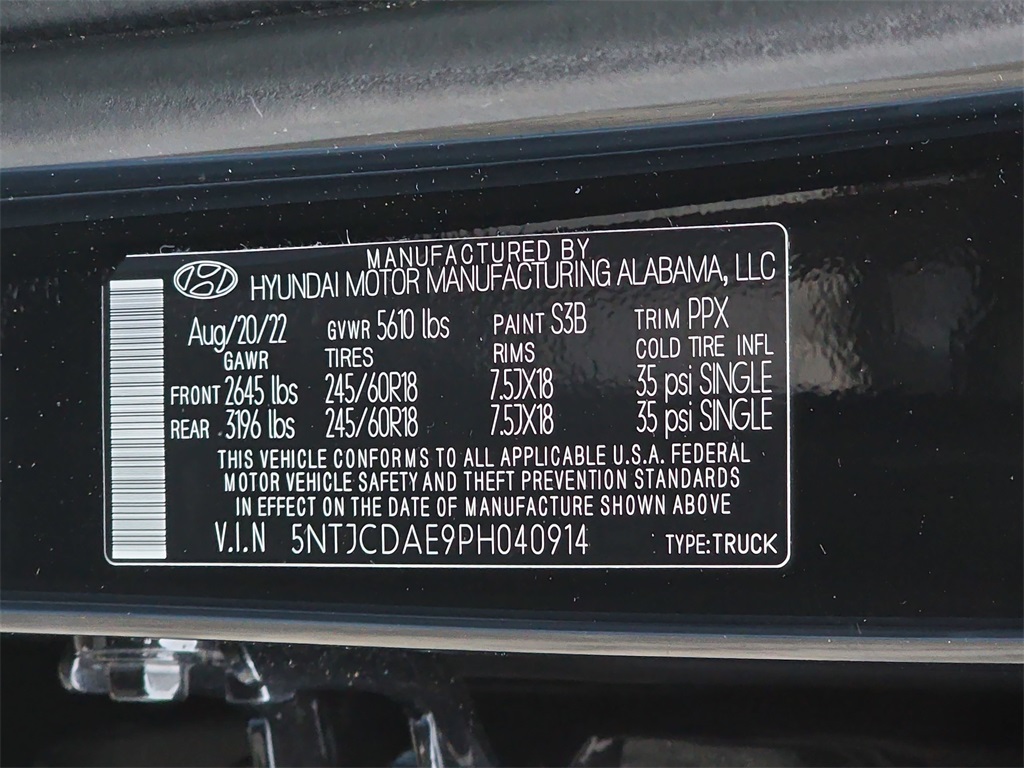 MANUFACTURED BY
HYUNDAI MOTOR MANUFACTURING ALABAMA, LLC
Aug/20/22 GVWR 5610 lbs PAINT S3B TRIM PPX
GAWR TIRES RIMS COLD TIRE INFL
FRONT 2645 lbs 245/60R18 7.5JX18 35 psi SINGLE
REAR 3196 lbs 245/60R18 7.5JX18 35 psi SINGLE
THIS VEHICLE CONFORMS TO ALL APPLICABLE U.S.A. FEDERAL
MOTOR VEHICLE SAFETY AND THEFT PREVENTION STANDARDS
IN EFFECT ON THE DATE OF MANUFACTURE SHOWN ABOVE
V.I.N 5NTJCDAE9PH040914 TYPE:TRUCK